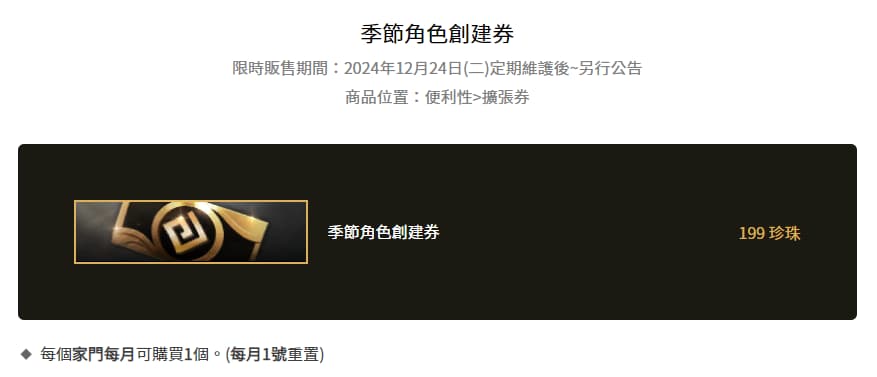 季節角色創建券
限時販售期間：2024年12月24日(二)定期維護後~另行公告
商品位置：便利性>擴張券
季節角色創建券
199 珍珠
◆ 每個家門每月可購買1個。(每月1號重置)